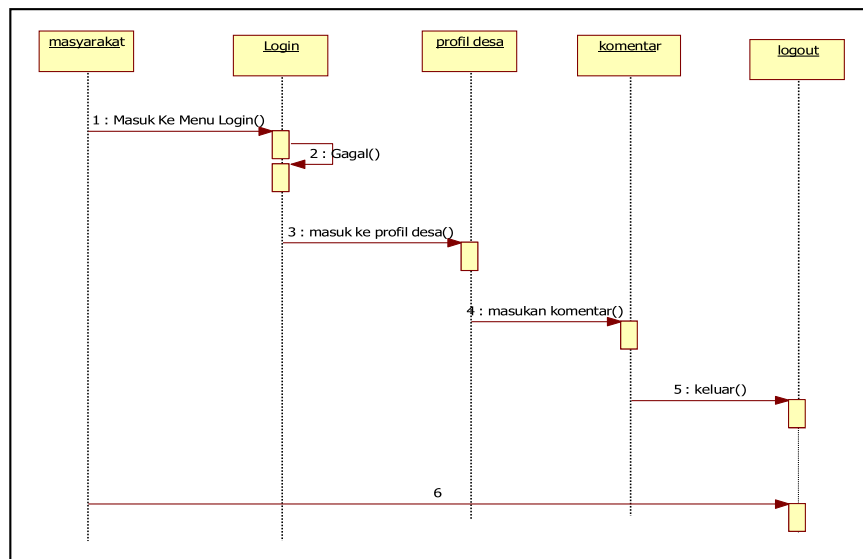 masyarakat
Login
profil desa
komentar
logout
1 : Masuk Ke Menu Login()
2 : Gagal()
3 : masuk ke profil desa()
4 : masukan komentar()
5 : keluar()
6